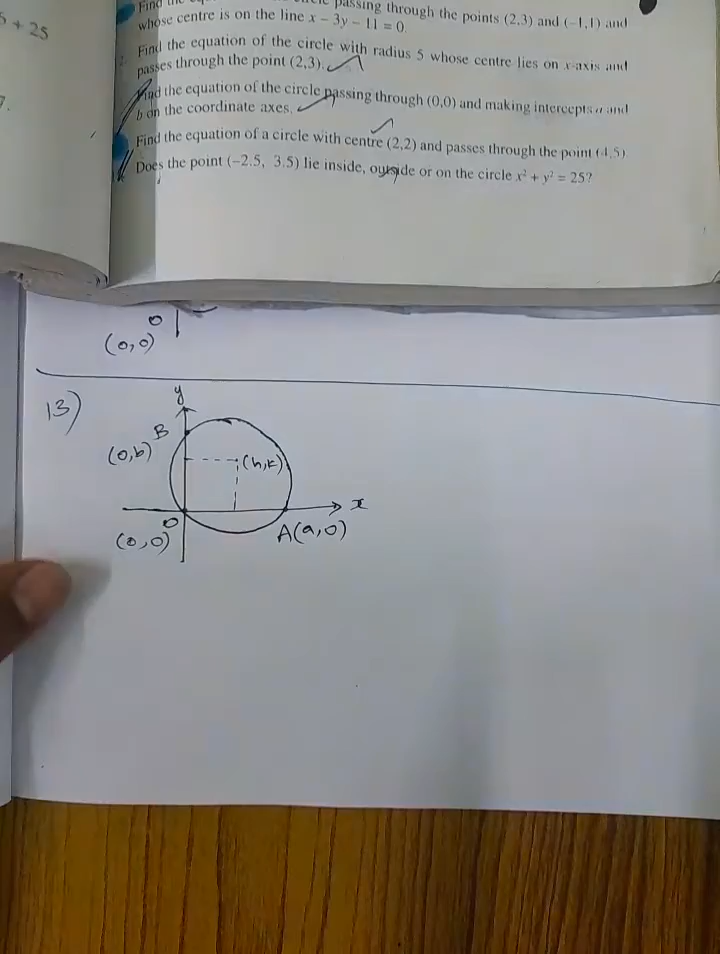 5 + 25
7.
passing through the points (2,3) and (−1,1) and
whose centre is on the line x − 3y − 11 = 0.
Find the equation of the circle with radius 5 whose centre lies on x-axis and
passes through the point (2,3).
Find the equation of the circle passing through (0,0) and making intercepts a and
b on the coordinate axes.
Find the equation of a circle with centre (2,2) and passes through the point (4,5)
Does the point (−2.5, 3.5) lie inside, outside or on the circle x² + y² = 25?
O
(0,0)
13)
y
B
(0,b)
(h,k)
x
O
(0,0)
A(a,0)